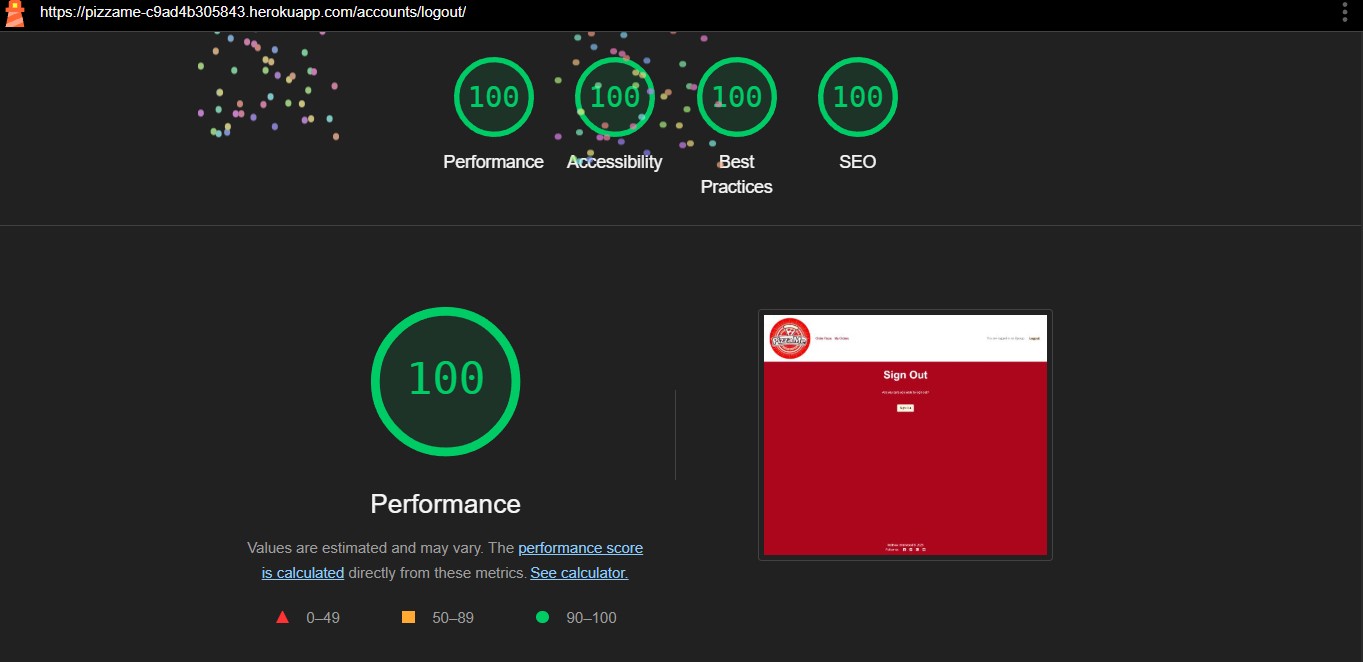 https://pizzame-c9ad4b305843.herokuapp.com/accounts/logout/
100
100
100
100
Performance
Accessibility
Best
Practices
SEO
100
Performance
Values are estimated and may vary. The performance score
is calculated directly from these metrics. See calculator.
0–49
50–89
90–100
Sign Out